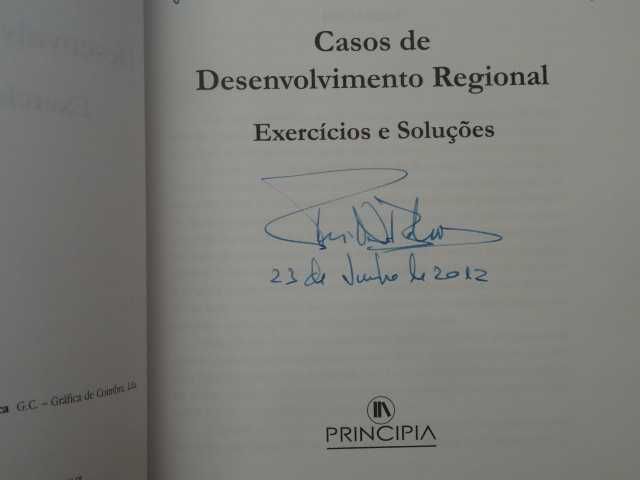 Casos de
Desenvolvimento Regional
Exercícios e Soluções
23 de Junho de 2012
PRINCIPIA
G.C. – Gráfica de Coimbra, Lda.